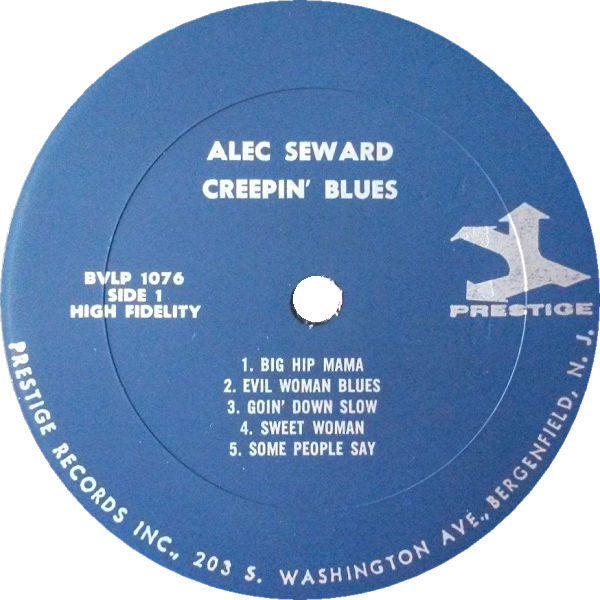 ALEC SEWARD
CREEPIN' BLUES
BVLP 1076
SIDE 1
HIGH FIDELITY
PRESTIGE
1. BIG HIP MAMA
2. EVIL WOMAN BLUES
3. GOIN' DOWN SLOW
4. SWEET WOMAN
5. SOME PEOPLE SAY
PRESTIGE RECORDS INC., 203 S. WASHINGTON AVE., BERGENFIELD, N. J.